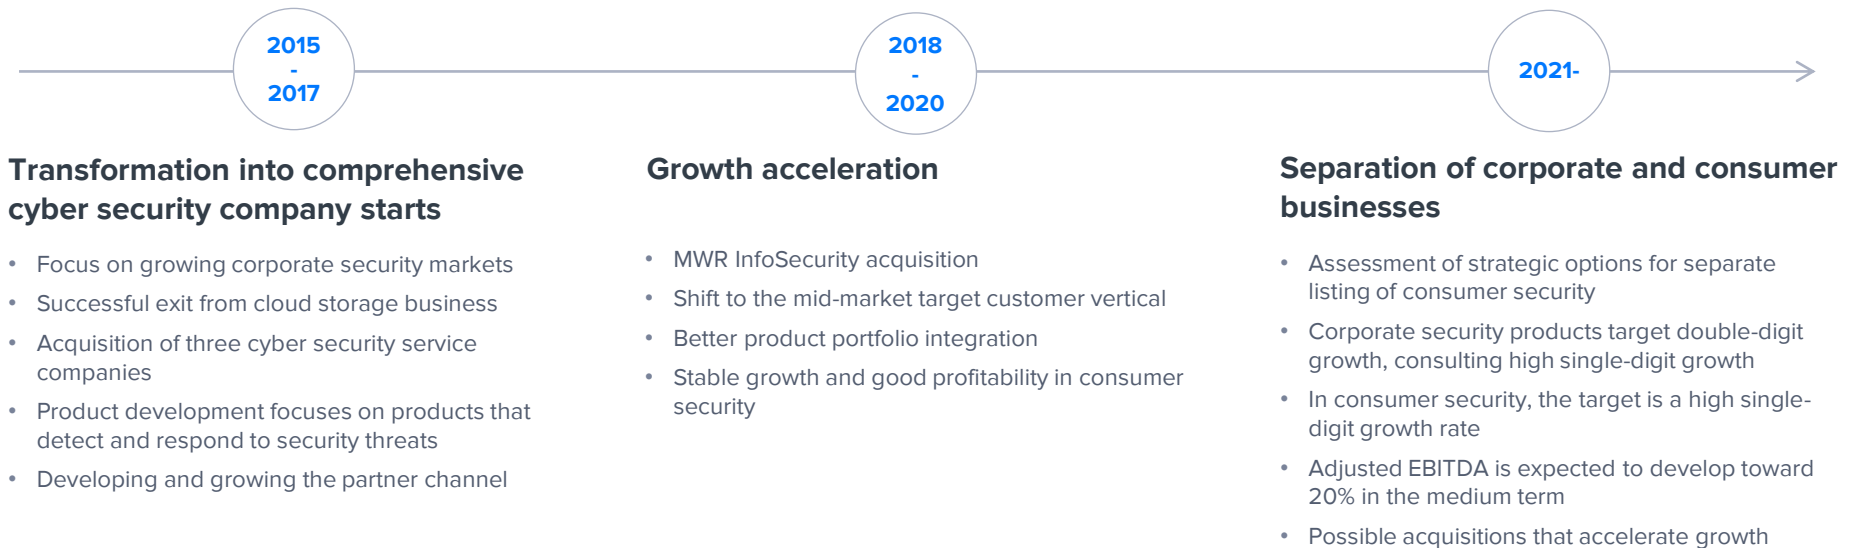 2015
-
2017
2018
-
2020
2021-
Transformation into comprehensive
cyber security company starts
• Focus on growing corporate security markets
• Successful exit from cloud storage business
• Acquisition of three cyber security service
companies
• Product development focuses on products that
detect and respond to security threats
• Developing and growing the partner channel
Growth acceleration
• MWR InfoSecurity acquisition
• Shift to the mid-market target customer vertical
• Better product portfolio integration
• Stable growth and good profitability in consumer
security
Separation of corporate and consumer
businesses
• Assessment of strategic options for separate
listing of consumer security
• Corporate security products target double-digit
growth, consulting high single-digit growth
• In consumer security, the target is a high single-
digit growth rate
• Adjusted EBITDA is expected to develop toward
20% in the medium term
• Possible acquisitions that accelerate growth